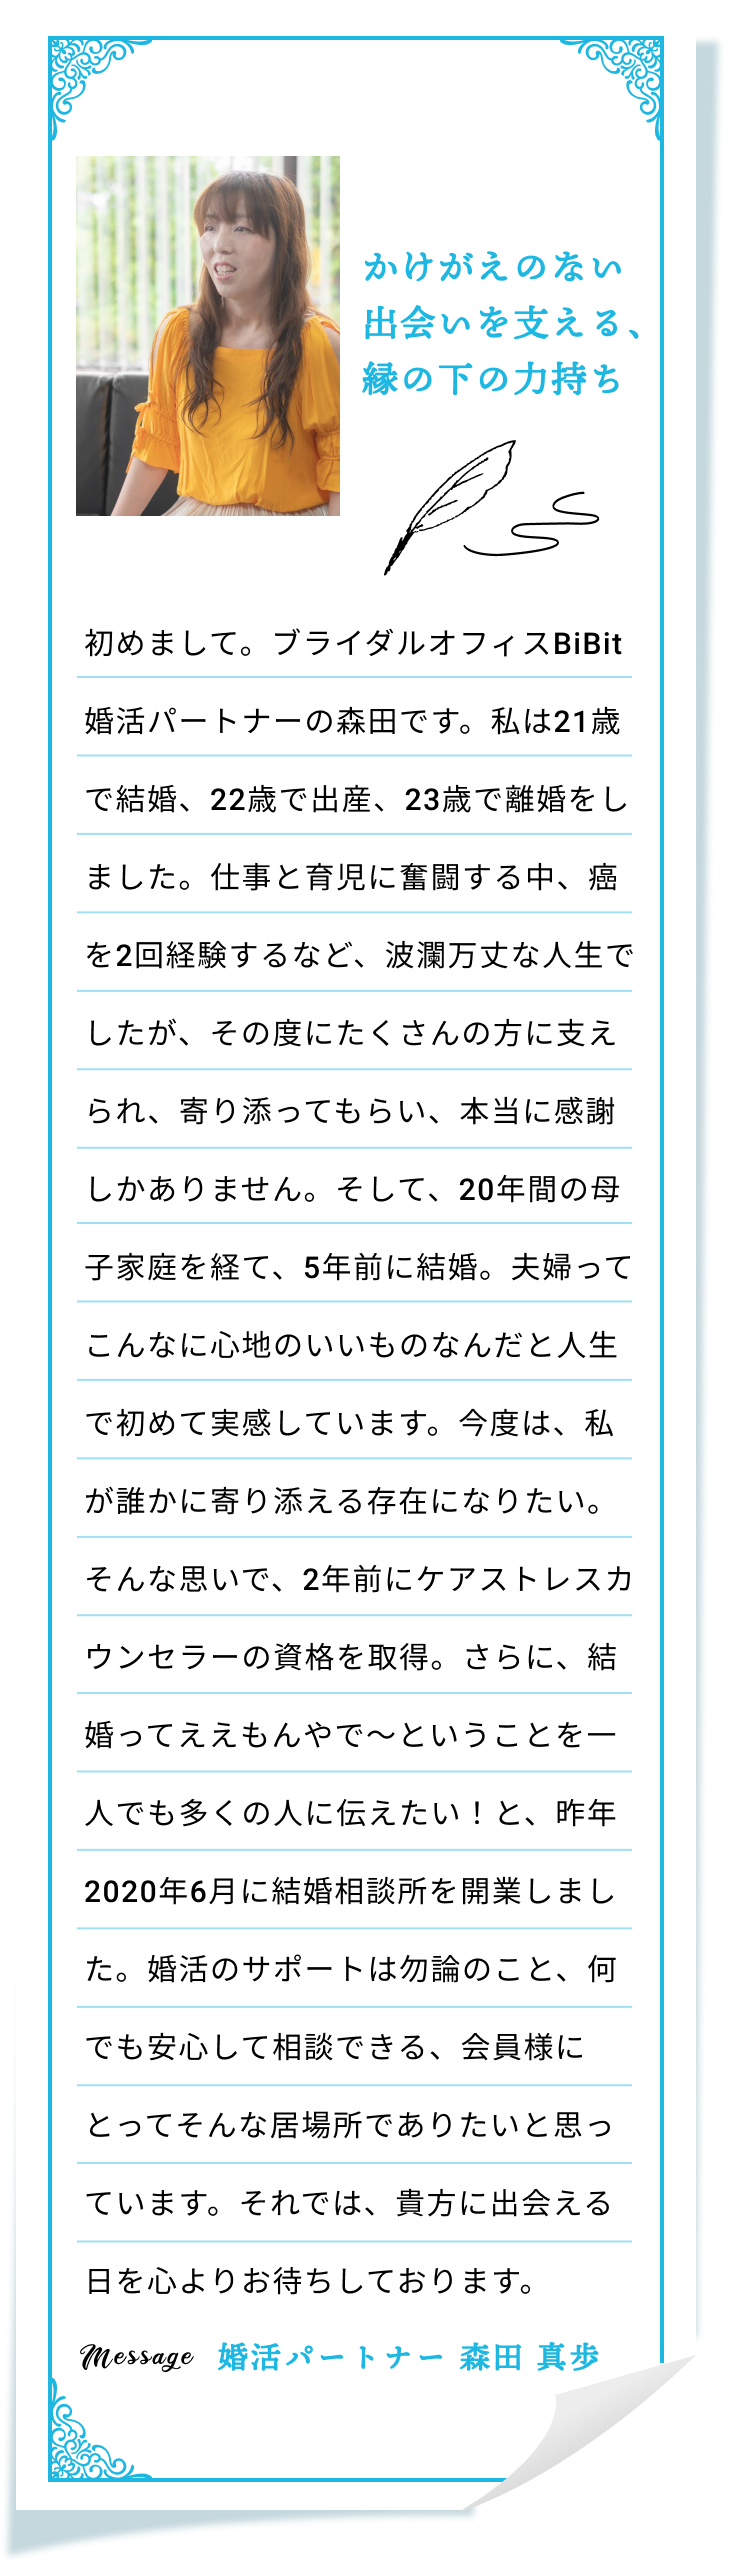 かけがえのない
出会いを支える、
縁の下の力持ち
初めまして。ブライダルオフィスBiBit
婚活パートナーの森田です。私は21歳
で結婚、22歳で出産、23歳で離婚をし
ました。仕事と育児に奮闘する中、癌
を2回経験するなど、波瀾万丈な人生で
したが、その度にたくさんの方に支え
られ、寄り添ってもらい、本当に感謝
しかありません。そして、20年間の母
子家庭を経て、5年前に結婚。夫婦って
こんなに心地のいいものなんだと人生
で初めて実感しています。今度は、私
が誰かに寄り添える存在になりたい。
そんな思いで、2年前にケアストレスカ
ウンセラーの資格を取得。さらに、結
婚ってええもんやで〜ということを一
人でも多くの人に伝えたい！と、昨年
2020年6月に結婚相談所を開業しまし
た。婚活のサポートは勿論のこと、何
でも安心して相談できる、会員様に
とってそんな居場所でありたいと思っ
ています。それでは、貴方に出会える
日を心よりお待ちしております。
Message 婚活パートナー 森田 真歩